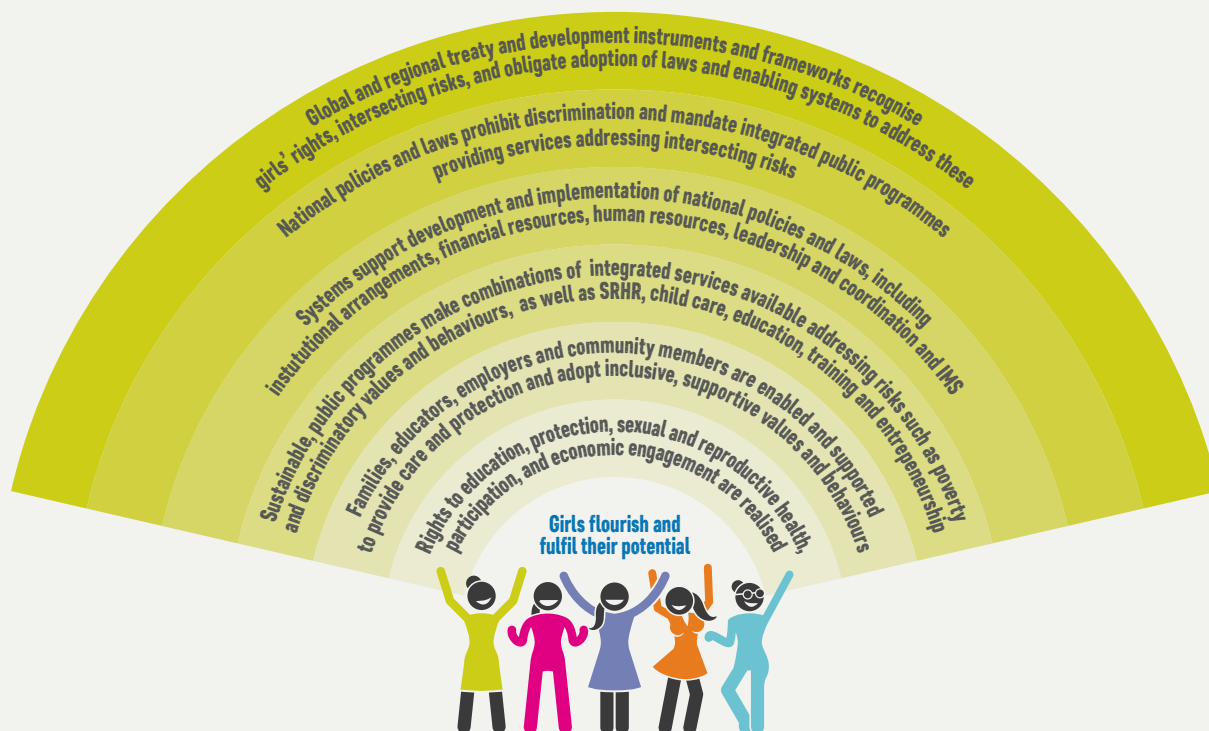 Global and regional treaty and development instruments and frameworks recognise
girls' rights, intersecting risks, and obligate adoption of laws and enabling systems to address these
National policies and laws prohibit discrimination and mandate integrated public programmes
providing services addressing intersecting risks
Systems support development and implementation of national policies and laws, including
instutional arrangements, financial resources, human resources, leadership and coordination and IMS
Sustainable, public programmes make combinations of integrated services available addressing risks such as poverty
and discriminatory values and behaviours, as well as SRHR, child care, education, training and entrepeneurship
Families, educators, employers and community members are enabled and supported
to provide care and protection and adopt inclusive, supportive values and behaviours
Rights to education, protection, sexual and reproductive health,
participation, and economic engagement are realised
Girls flourish and
fulfil their potential